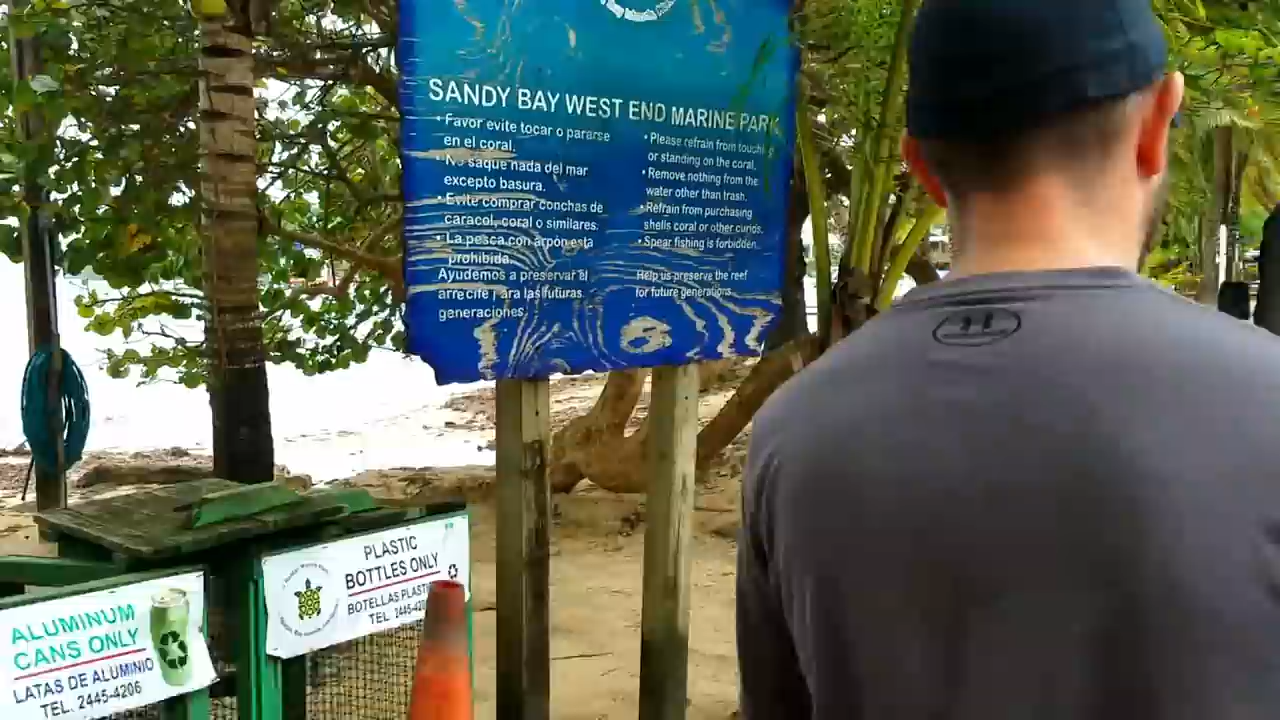 SANDY BAY WEST END MARINE PARK
• Favor evite tocar o pararse
en el coral.
• No saque nada del mar
excepto basura.
• Evite comprar conchas de
caracol, coral o similares.
• La pesca con arpón esta
prohibida.
Ayudemos a preservar el
arrecife para las futuras
generaciones.
• Please refrain from touching
or standing on the coral.
• Remove nothing from the
water other than trash.
• Refrain from purchasing
shells coral or other curios.
• Spear fishing is forbidden.
Help us preserve the reef
for future generations
PLASTIC
BOTTLES ONLY
BOTELLAS
TEL. 2445-
ALUMINUM
CANS ONLY
LATAS DE ALUMINIO
TEL. 2445-4206